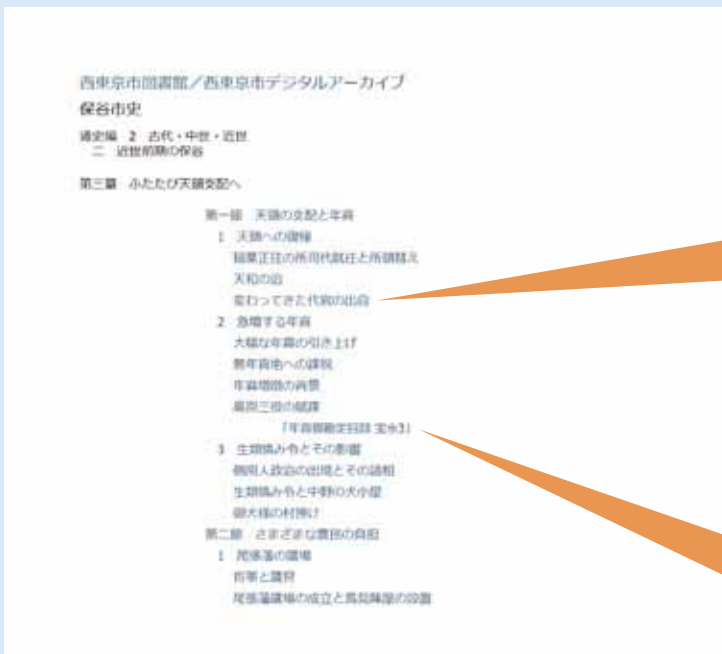 西東京市図書館／西東京市デジタルアーカイブ
保谷市史
通史編 2 古代・中世・近世
二 近世前期の保谷
第三章 ふたたび天領支配へ
第一節 天領の支配と年貢
1 天領への復帰
稲葉正往の所司代就任と所領替え
天和の治
変わってきた代官の出自
2 急増する年貢
大幅な年貢の引き上げ
無年貢地への課税
年貢増徴の背景
高掛三役の賦課
「年貢御勘定目録 宝永3」
3 生類憐み令とその影響
側用人政治の出現とその諸相
生類憐み令と中野の犬小屋
御犬様の村預け
第二節 さまざまな農民の負担
1 尾張藩の鷹場
将軍と鷹狩
尾張藩鷹場の成立と馬見陣屋の設置